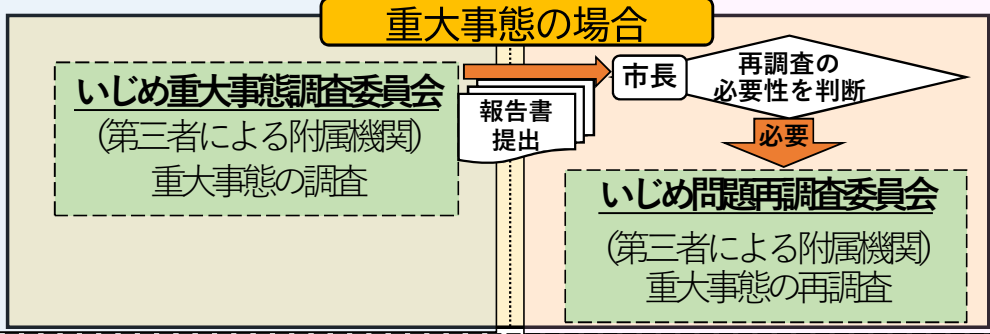 重大事態の場合
いじめ重大事態調査委員会
(第三者による附属機関)
重大事態の調査
報告書
提出
市長
再調査の
必要性を判断
必要
いじめ問題再調査委員会
(第三者による附属機関)
重大事態の再調査